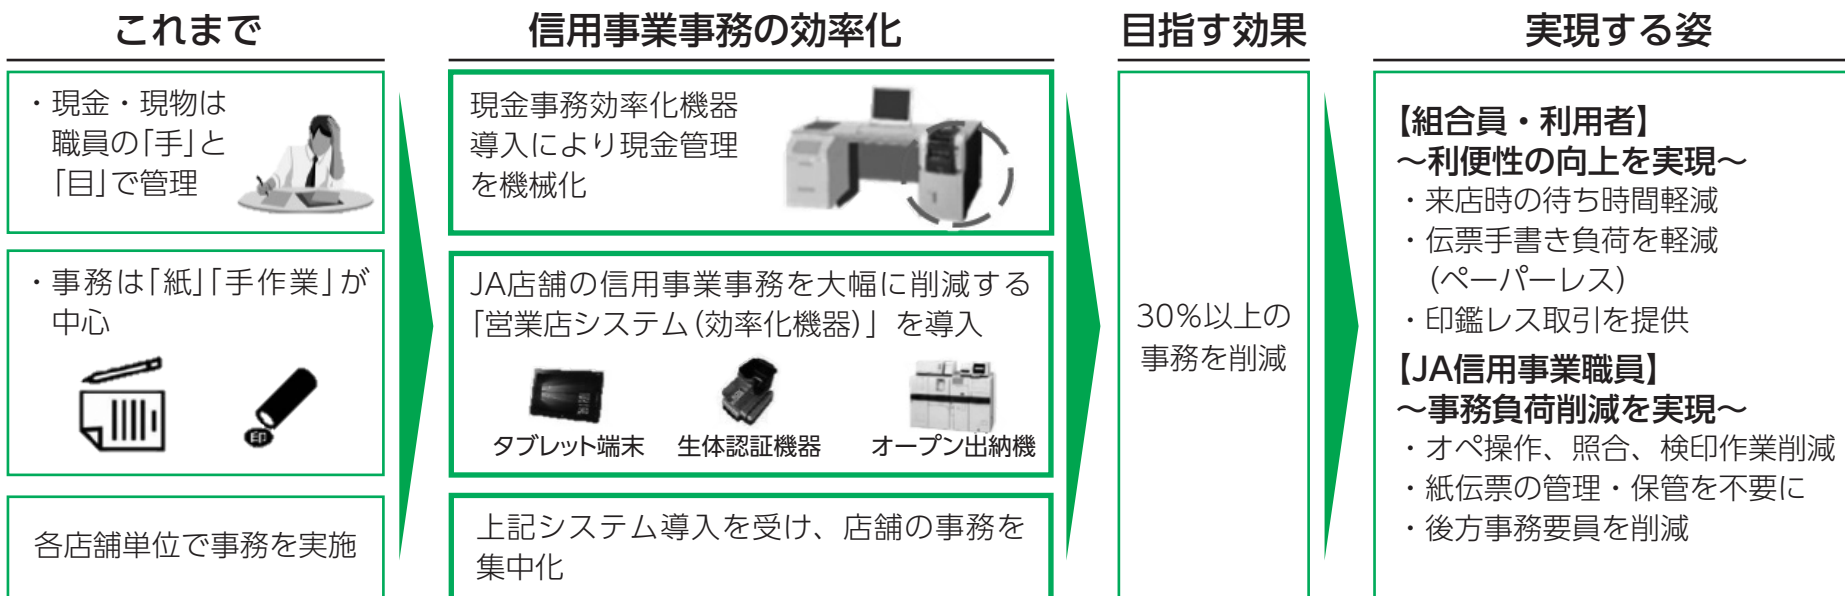 これまで
・現金・現物は
職員の「手」と
「目」で管理
・事務は「紙」「手作業」が
中心
印
各店舗単位で事務を実施
信用事業事務の効率化
現金事務効率化機器
導入により現金管理
を機械化
JA店舗の信用事業事務を大幅に削減する
「営業店システム(効率化機器)」を導入
タブレット端末 生体認証機器 オープン出納機
上記システム導入を受け、店舗の事務を
集中化
目指す効果
30%以上の
事務を削減
実現する姿
【組合員・利用者】
～利便性の向上を実現～
・来店時の待ち時間軽減
・伝票手書き負荷を軽減
(ペーパーレス)
・印鑑レス取引を提供
【JA信用事業職員】
～事務負荷削減を実現～
・オペ操作、照合、検印作業削減
・紙伝票の管理・保管を不要に
・後方事務要員を削減